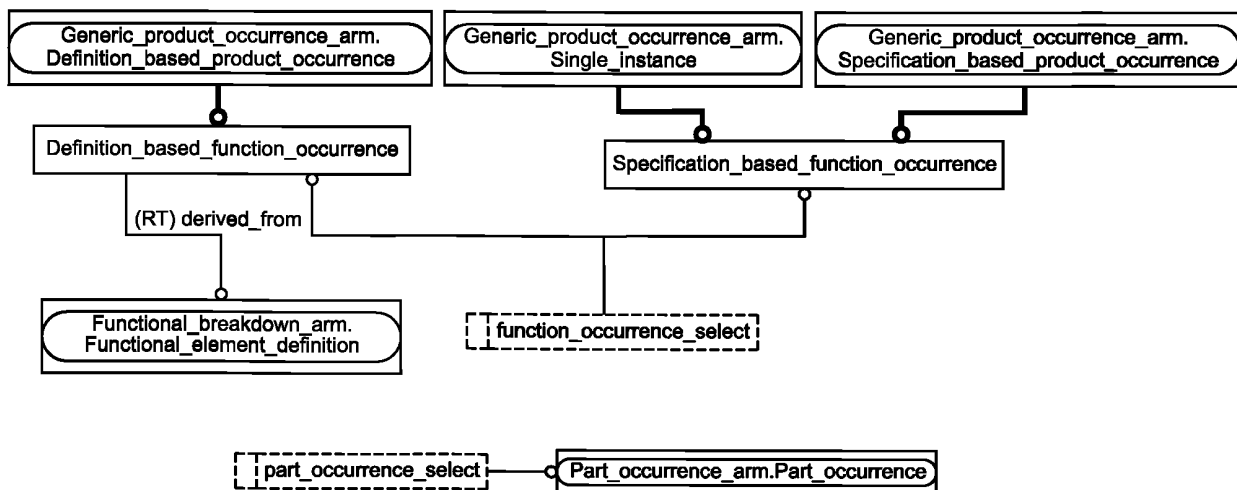 Generic_product_occurrence_arm.
Definition_based_product_occurrence
Generic_product_occurrence_arm.
Single_instance
Generic_product_occurrence_arm.
Specification_based_product_occurrence
Definition_based_function_occurrence
Specification_based_function_occurrence
(RT) derived_from
Functional_breakdown_arm.
Functional_element_definition
function_occurrence_select
part_occurrence_select
Part_occurrence_arm.Part_occurrence